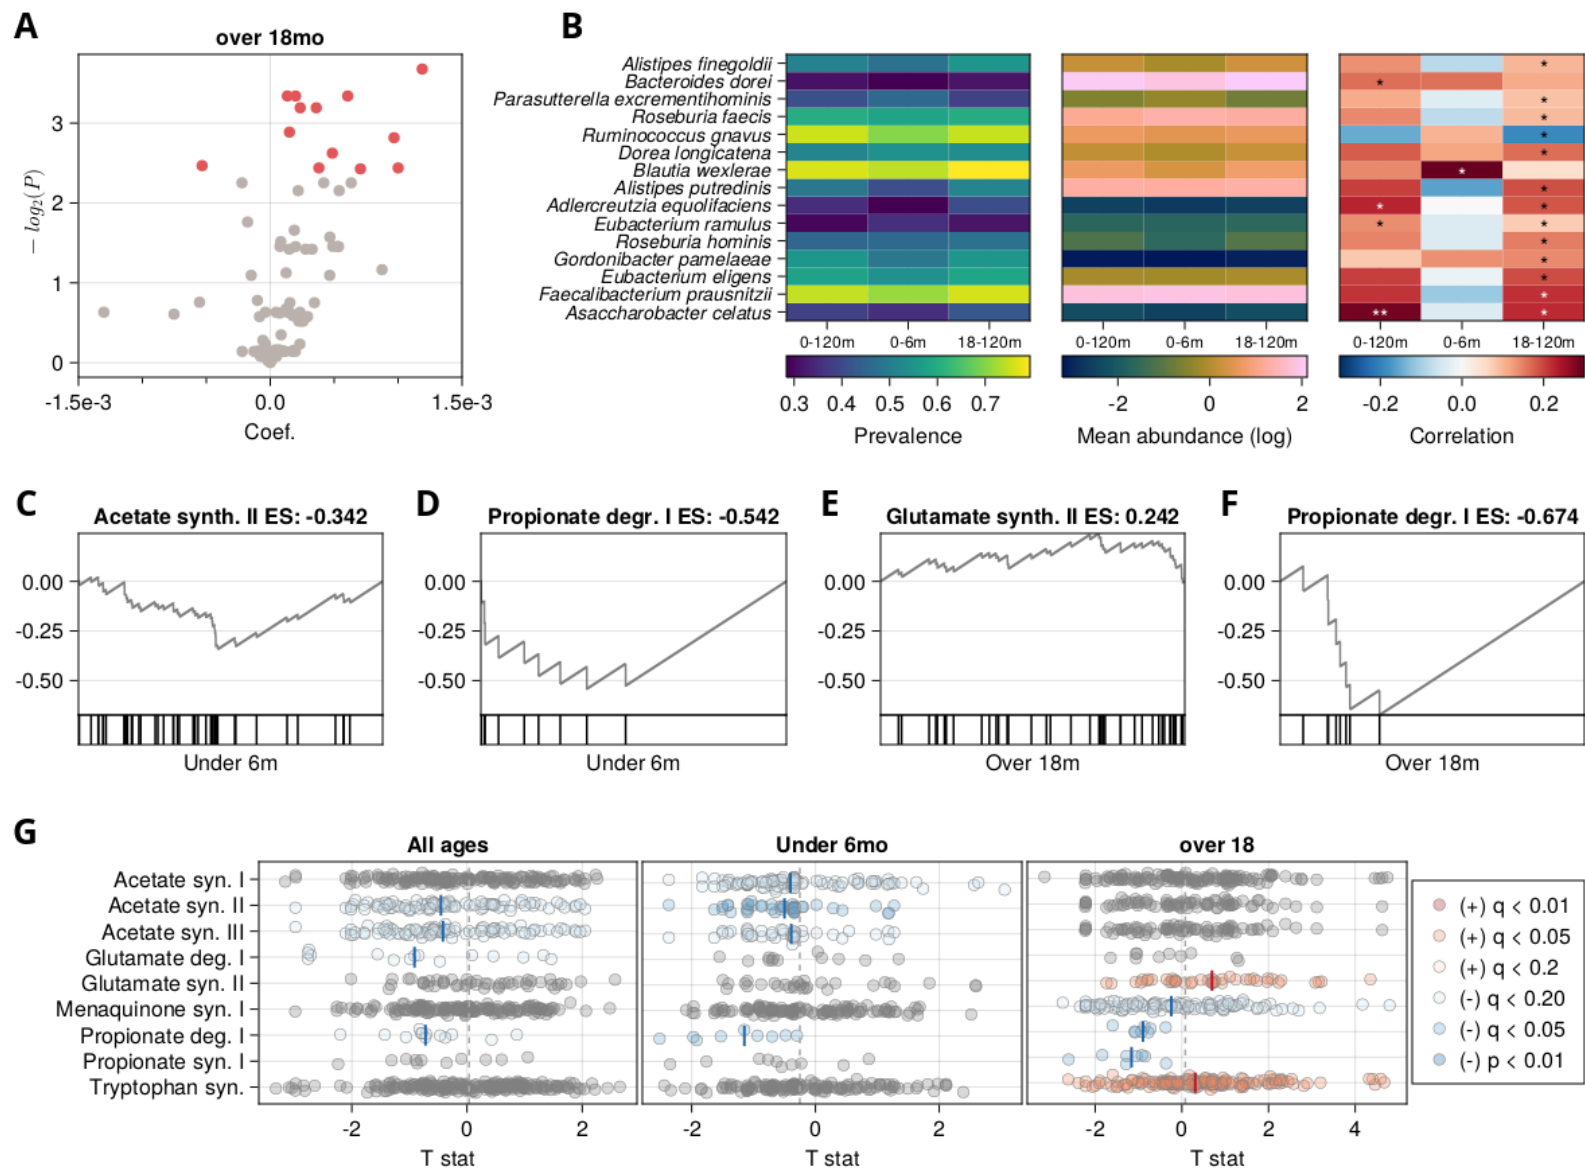 A
over 18mo
− log₂(P)
3
2
1
0
-1.5e-3
0.0
1.5e-3
Coef.
B
Alistipes finegoldii
Bacteroides dorei
Parasutterella excrementihominis
Roseburia faecis
Ruminococcus gnavus
Dorea longicatena
Blautia wexlerae
Alistipes putredinis
Adlercreutzia equolifaciens
Eubacterium ramulus
Roseburia hominis
Gordonibacter pamelaeae
Eubacterium eligens
Faecalibacterium prausnitzii
Asaccharobacter celatus
0-120m 0-6m 18-120m
0.3 0.4 0.5 0.6 0.7
Prevalence
0-120m 0-6m 18-120m
-2 0 2
Mean abundance (log)
* * * * * * * * * * * * * * * * * * ** *
0-120m 0-6m 18-120m
-0.2 0.0 0.2
Correlation
C
Acetate synth. II ES: -0.342
0.00
-0.25
-0.50
Under 6m
D
Propionate degr. I ES: -0.542
0.00
-0.25
-0.50
Under 6m
E
Glutamate synth. II ES: 0.242
0.00
-0.25
-0.50
Over 18m
F
Propionate degr. I ES: -0.674
0.00
-0.25
-0.50
Over 18m
G
All ages
Under 6mo
over 18
Acetate syn. I
Acetate syn. II
Acetate syn. III
Glutamate deg. I
Glutamate syn. II
Menaquinone syn. I
Propionate deg. I
Propionate syn. I
Tryptophan syn.
-2 0 2
T stat
-2 0 2
T stat
-2 0 2 4
T stat
(+) q < 0.01
(+) q < 0.05
(+) q < 0.2
(-) q < 0.20
(-) q < 0.05
(-) p < 0.01